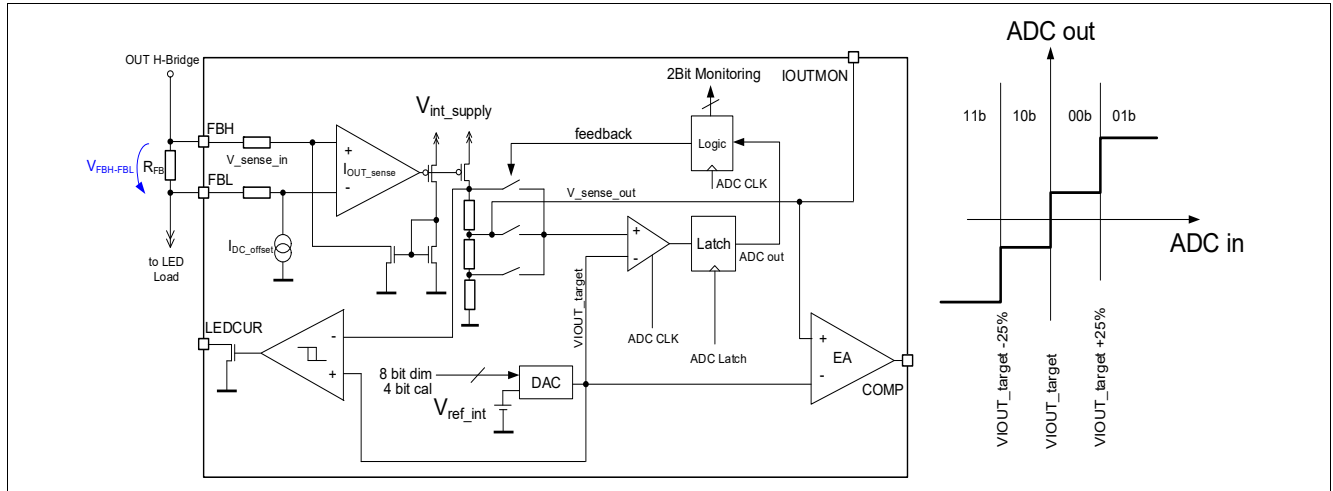 OUT H-Bridge
FBH
V_sense_in
V_FBH-FBL
R_FB
FBL
to LED
Load
I_DC_offset
+
I_OUT_sense
-
V_int_supply
2Bit Monitoring
IOUTMON
feedback
Logic
ADC CLK
V_sense_out
+
-
Latch
ADC out
ADC CLK
ADC Latch
VIOUT_target
LEDCUR
-
+
8 bit dim
4 bit cal
DAC
V_ref_int
+
EA
-
COMP
ADC out
11b
10b
00b
01b
ADC in
VIOUT_target -25%
VIOUT_target
VIOUT_target +25%